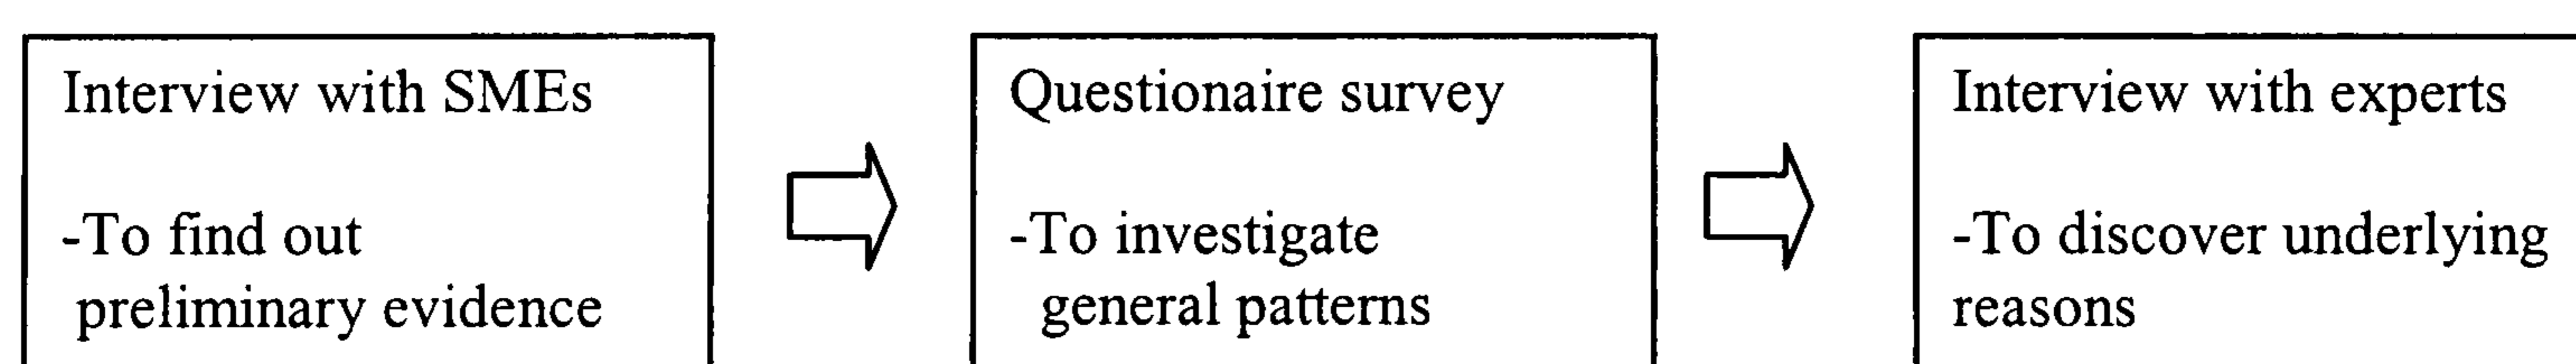 Interview with SMEs
-To find out
preliminary evidence
Questionaire survey
-To investigate
general patterns
Interview with experts
-To discover underlying
reasons